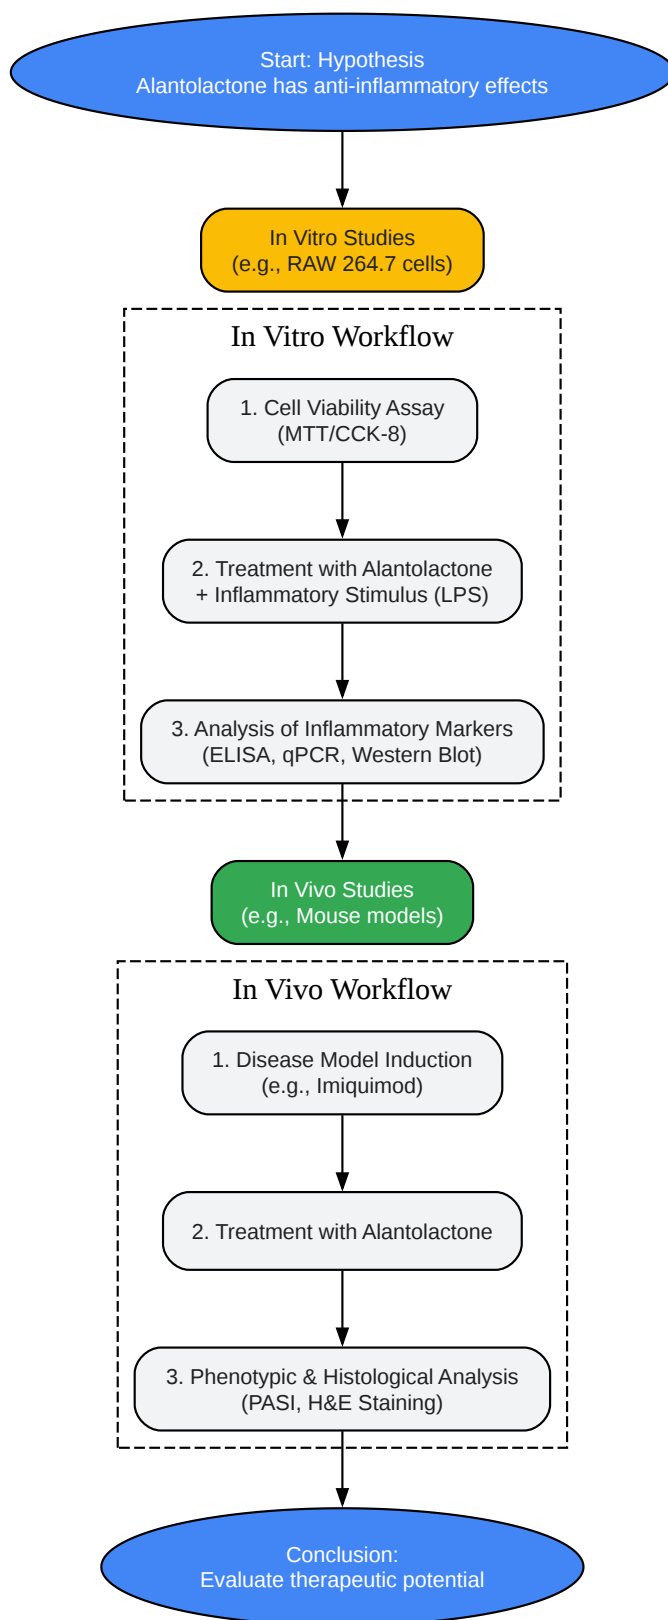 Start: Hypothesis
Alantolactone has anti-inflammatory effects
In Vitro Studies
(e.g., RAW 264.7 cells)
In Vitro Workflow
1. Cell Viability Assay
(MTT/CCK-8)
2. Treatment with Alantolactone
+ Inflammatory Stimulus (LPS)
3. Analysis of Inflammatory Markers
(ELISA, qPCR, Western Blot)
In Vivo Studies
(e.g., Mouse models)
In Vivo Workflow
1. Disease Model Induction
(e.g., Imiquimod)
2. Treatment with Alantolactone
3. Phenotypic & Histological Analysis
(PASI, H&E Staining)
Conclusion:
Evaluate therapeutic potential